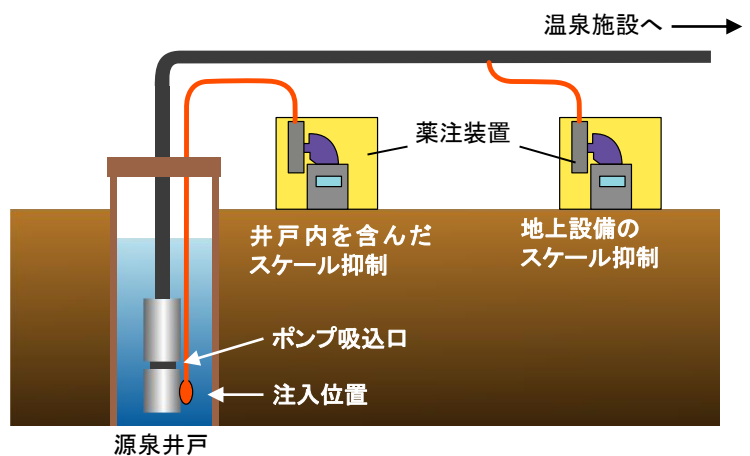 温泉施設へ
薬注装置
井戸内を含んだ
スケール抑制
地上設備の
スケール抑制
ポンプ吸込口
注入位置
源泉井戸